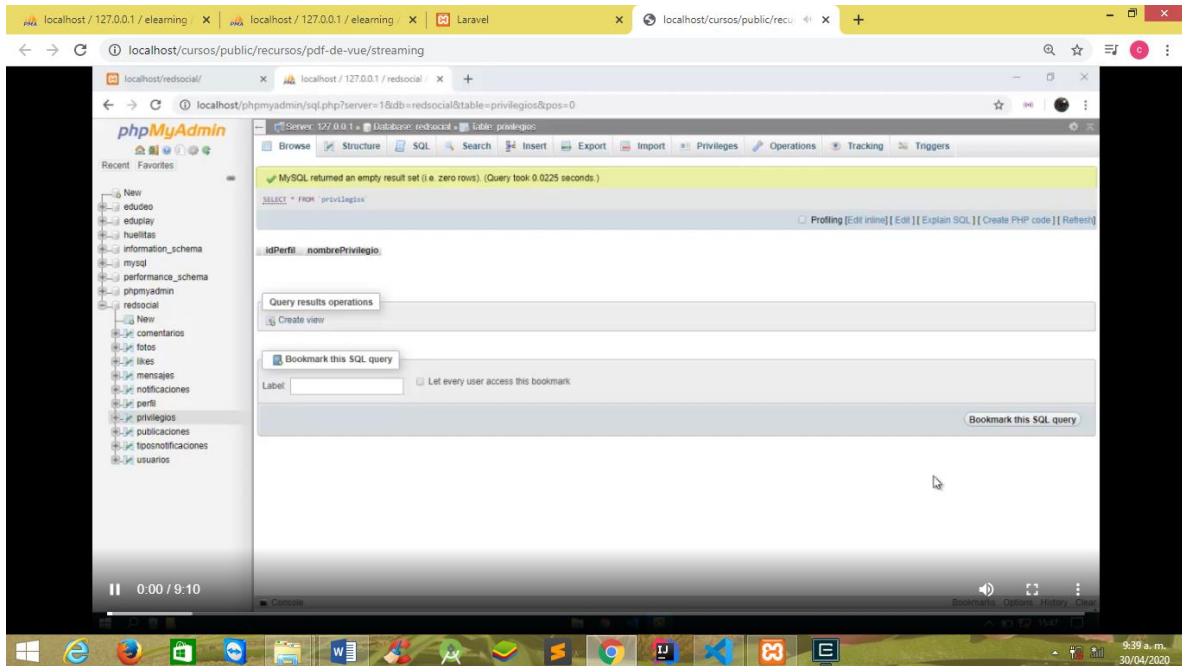 localhost / 127.0.0.1 / elearning /
localhost / 127.0.0.1 / elearning /
Laravel
localhost/cursos/public/recu
localhost/cursos/public/recursos/pdf-de-vue/streaming
C
localhost/redsocial/
localhost / 127.0.0.1 / redsocial /
localhost/phpmyadmin/sql.php?server=1&db=redsocial&table=privilegios&pos=0
phpMyAdmin
Recent Favorites
New
edudeo
eduplay
huellitas
information_schema
mysql
performance_schema
phpmyadmin
redsocial
New
comentarios
fotos
likes
mensajes
notificaciones
perfil
privilegios
publicaciones
tiposnotificaciones
usuarios
Server: 127.0.0.1 » Database: redsocial » Table: privilegios
Browse Structure SQL Search Insert Export Import Privileges Operations Tracking Triggers
MySQL returned an empty result set (i.e. zero rows). (Query took 0.0225 seconds.)
SELECT * FROM `privilegios`
Profiling [Edit inline] [ Edit ] [ Explain SQL ] [ Create PHP code ] [ Refresh]
idPerfil nombrePrivilegio
Query results operations
Create view
Bookmark this SQL query
Label: Let every user access this bookmark
Bookmark this SQL query
0:00 / 9:10
Console
Bookmarks Options History Clear
9:39 a. m.
30/04/2020